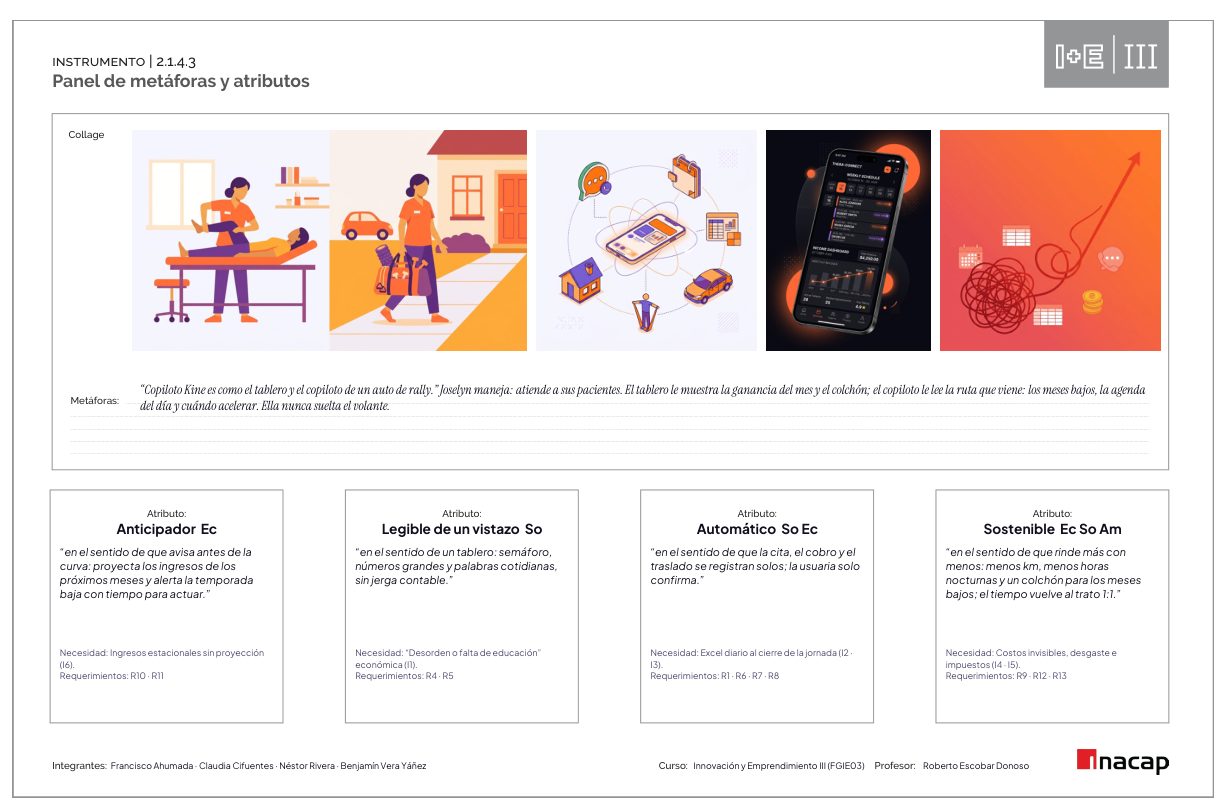 INSTRUMENTO | 2.1.4.3
Panel de metáforas y atributos
I+E | III
Collage
THERA-CONNECT
WEEKLY SCHEDULE
INCOME DASHBOARD
Metáforas:
“Copiloto Kine es como el tablero y el copiloto de un auto de rally.” Joselyn maneja: atiende a sus pacientes. El tablero le muestra la ganancia del mes y el colchón; el copiloto le lee la ruta que viene: los meses bajos, la agenda
del día y cuándo acelerar. Ella nunca suelta el volante.
Atributo:
Anticipador Ec
“en el sentido de que avisa antes de la
curva: proyecta los ingresos de los
próximos meses y alerta la temporada
baja con tiempo para actuar.”
Necesidad: Ingresos estacionales sin proyección
(I6).
Requerimientos: R10 · R11
Atributo:
Legible de un vistazo So
“en el sentido de un tablero: semáforo,
números grandes y palabras cotidianas,
sin jerga contable.”
Necesidad: “Desorden o falta de educación”
económica (I1).
Requerimientos: R4 · R5
Atributo:
Automático So Ec
“en el sentido de que la cita, el cobro y el
traslado se registran solos; la usuaria solo
confirma.”
Necesidad: Excel diario al cierre de la jornada (I2 ·
I3).
Requerimientos: R1 · R6 · R7 · R8
Atributo:
Sostenible Ec So Am
“en el sentido de que rinde más con
menos: menos km, menos horas
nocturnas y un colchón para los meses
bajos; el tiempo vuelve al trato 1:1.”
Necesidad: Costos invisibles, desgaste e
impuestos (I4 · I5).
Requerimientos: R9 · R12 · R13
Integrantes: Francisco Ahumada · Claudia Cifuentes · Néstor Rivera · Benjamín Vera Yáñez
Curso: Innovación y Emprendimiento III (FGIE03) Profesor: Roberto Escobar Donoso
inacap